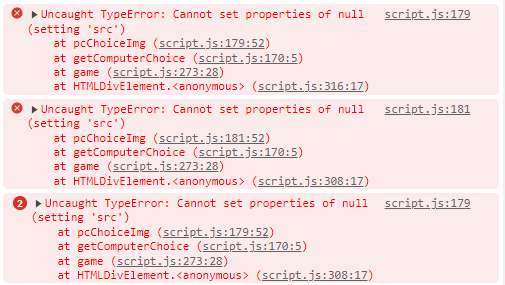 Uncaught TypeError: Cannot set properties of null script.js:179
(setting 'src')
at pcChoiceImg (script.js:179:52)
at getComputerChoice (script.js:170:5)
at game (script.js:273:28)
at HTMLDivElement.<anonymous> (script.js:316:17)
Uncaught TypeError: Cannot set properties of null script.js:181
(setting 'src')
at pcChoiceImg (script.js:181:52)
at getComputerChoice (script.js:170:5)
at game (script.js:273:28)
at HTMLDivElement.<anonymous> (script.js:308:17)
2 Uncaught TypeError: Cannot set properties of null script.js:179
(setting 'src')
at pcChoiceImg (script.js:179:52)
at getComputerChoice (script.js:170:5)
at game (script.js:273:28)
at HTMLDivElement.<anonymous> (script.js:308:17)